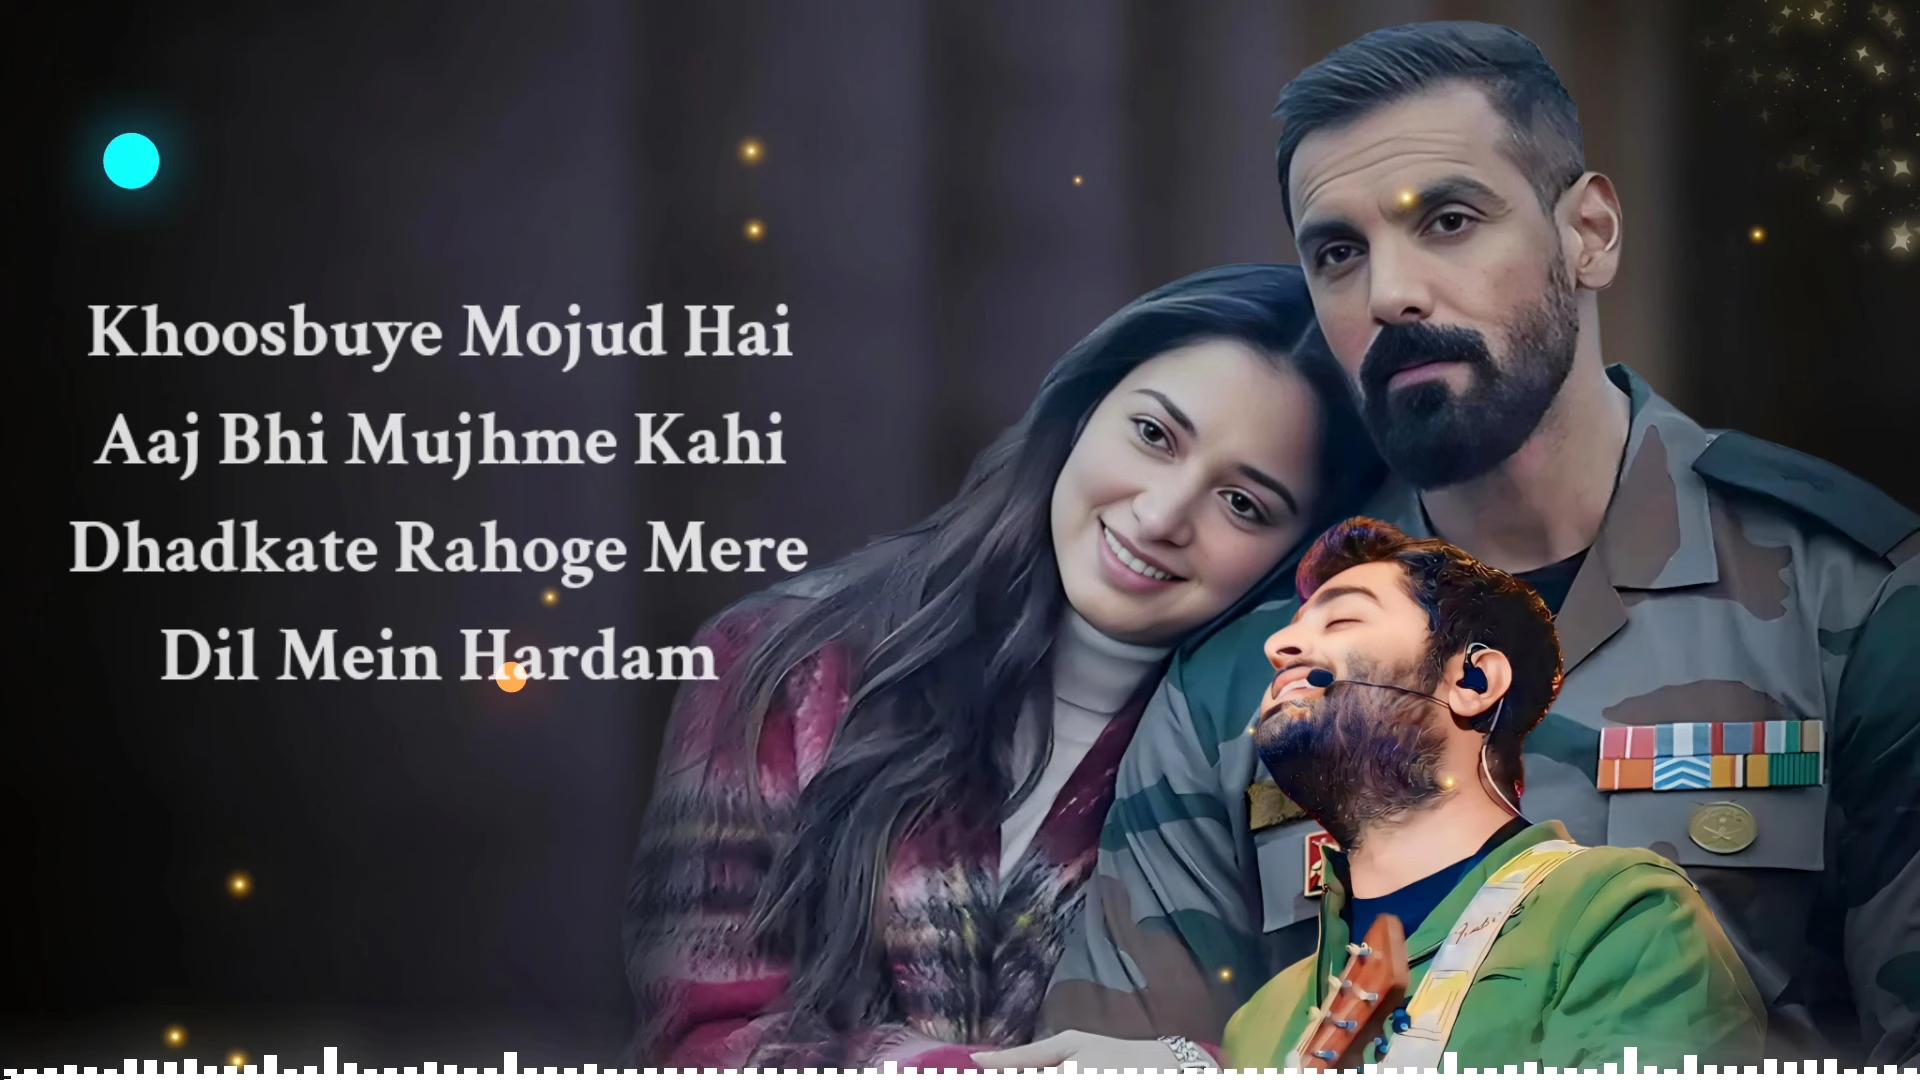 Khoosbuye Mojud Hai
Aaj Bhi Mujhme Kahi
Dhadkate Rahoge Mere
Dil Mein Hardam